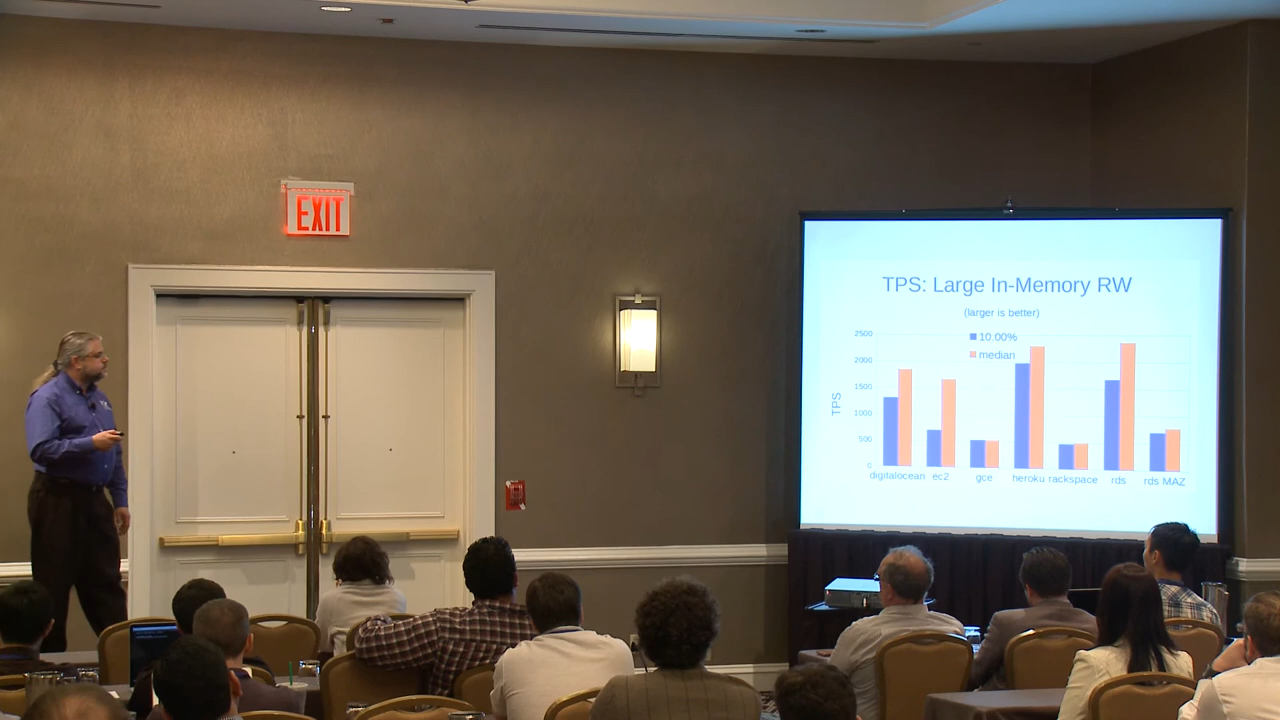 EXIT
TPS: Large In-Memory RW
(larger is better)
10.00%
median
TPS
2500
2000
1500
1000
500
0
digitalocean ec2 gce heroku rackspace rds rds MAZ